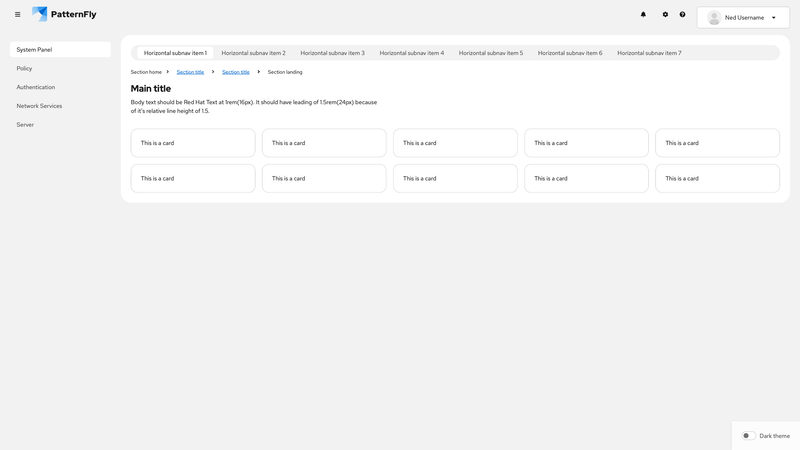 PatternFly
Ned Username
System Panel
Policy
Authentication
Network Services
Server
Horizontal subnav item 1 Horizontal subnav item 2 Horizontal subnav item 3 Horizontal subnav item 4 Horizontal subnav item 5 Horizontal subnav item 6 Horizontal subnav item 7
Section home Section title Section title Section landing
Main title
Body text should be Red Hat Text at 1rem(16px). It should have leading of 1.5rem(24px) because
of it's relative line height of 1.5.
This is a card This is a card This is a card This is a card This is a card
This is a card This is a card This is a card This is a card This is a card
Dark theme